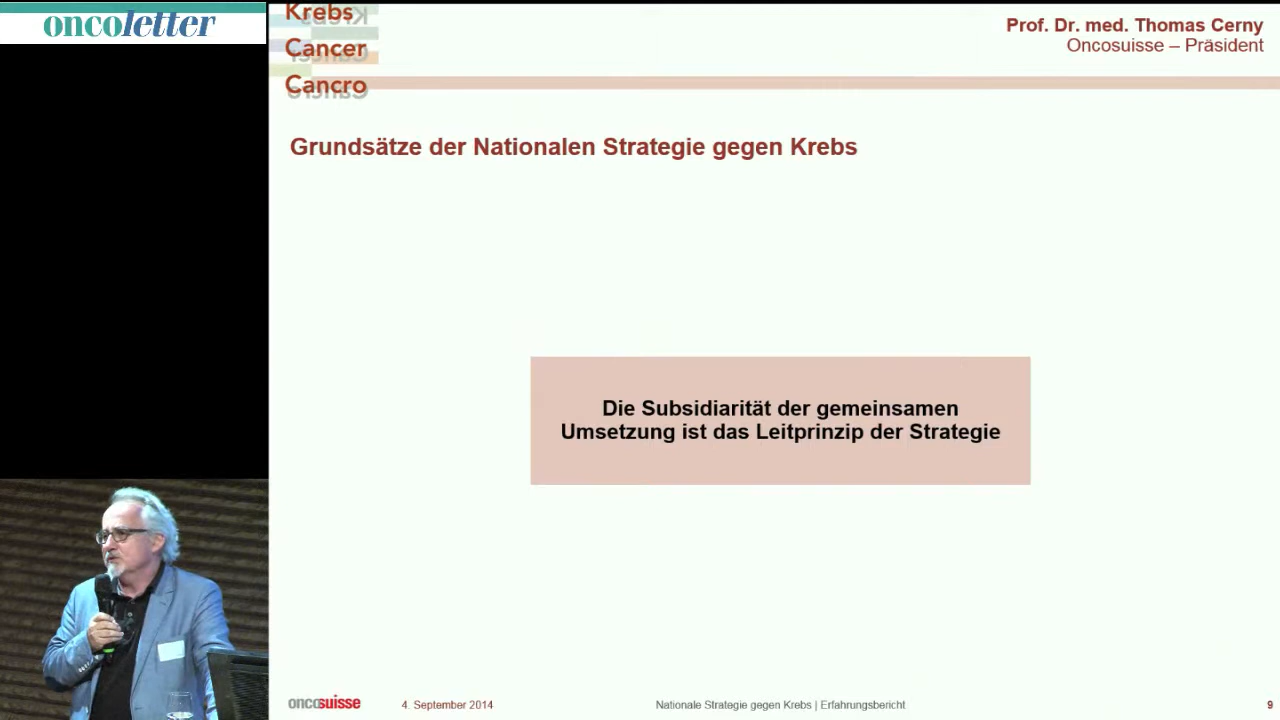 oncoletter
Krebs
Cancer
Cancro
Prof. Dr. med. Thomas Cerny
Oncosuisse – Präsident
Grundsätze der Nationalen Strategie gegen Krebs
Die Subsidiarität der gemeinsamen
Umsetzung ist das Leitprinzip der Strategie
oncosuisse
4. September 2014
Nationale Strategie gegen Krebs | Erfahrungsbericht
9